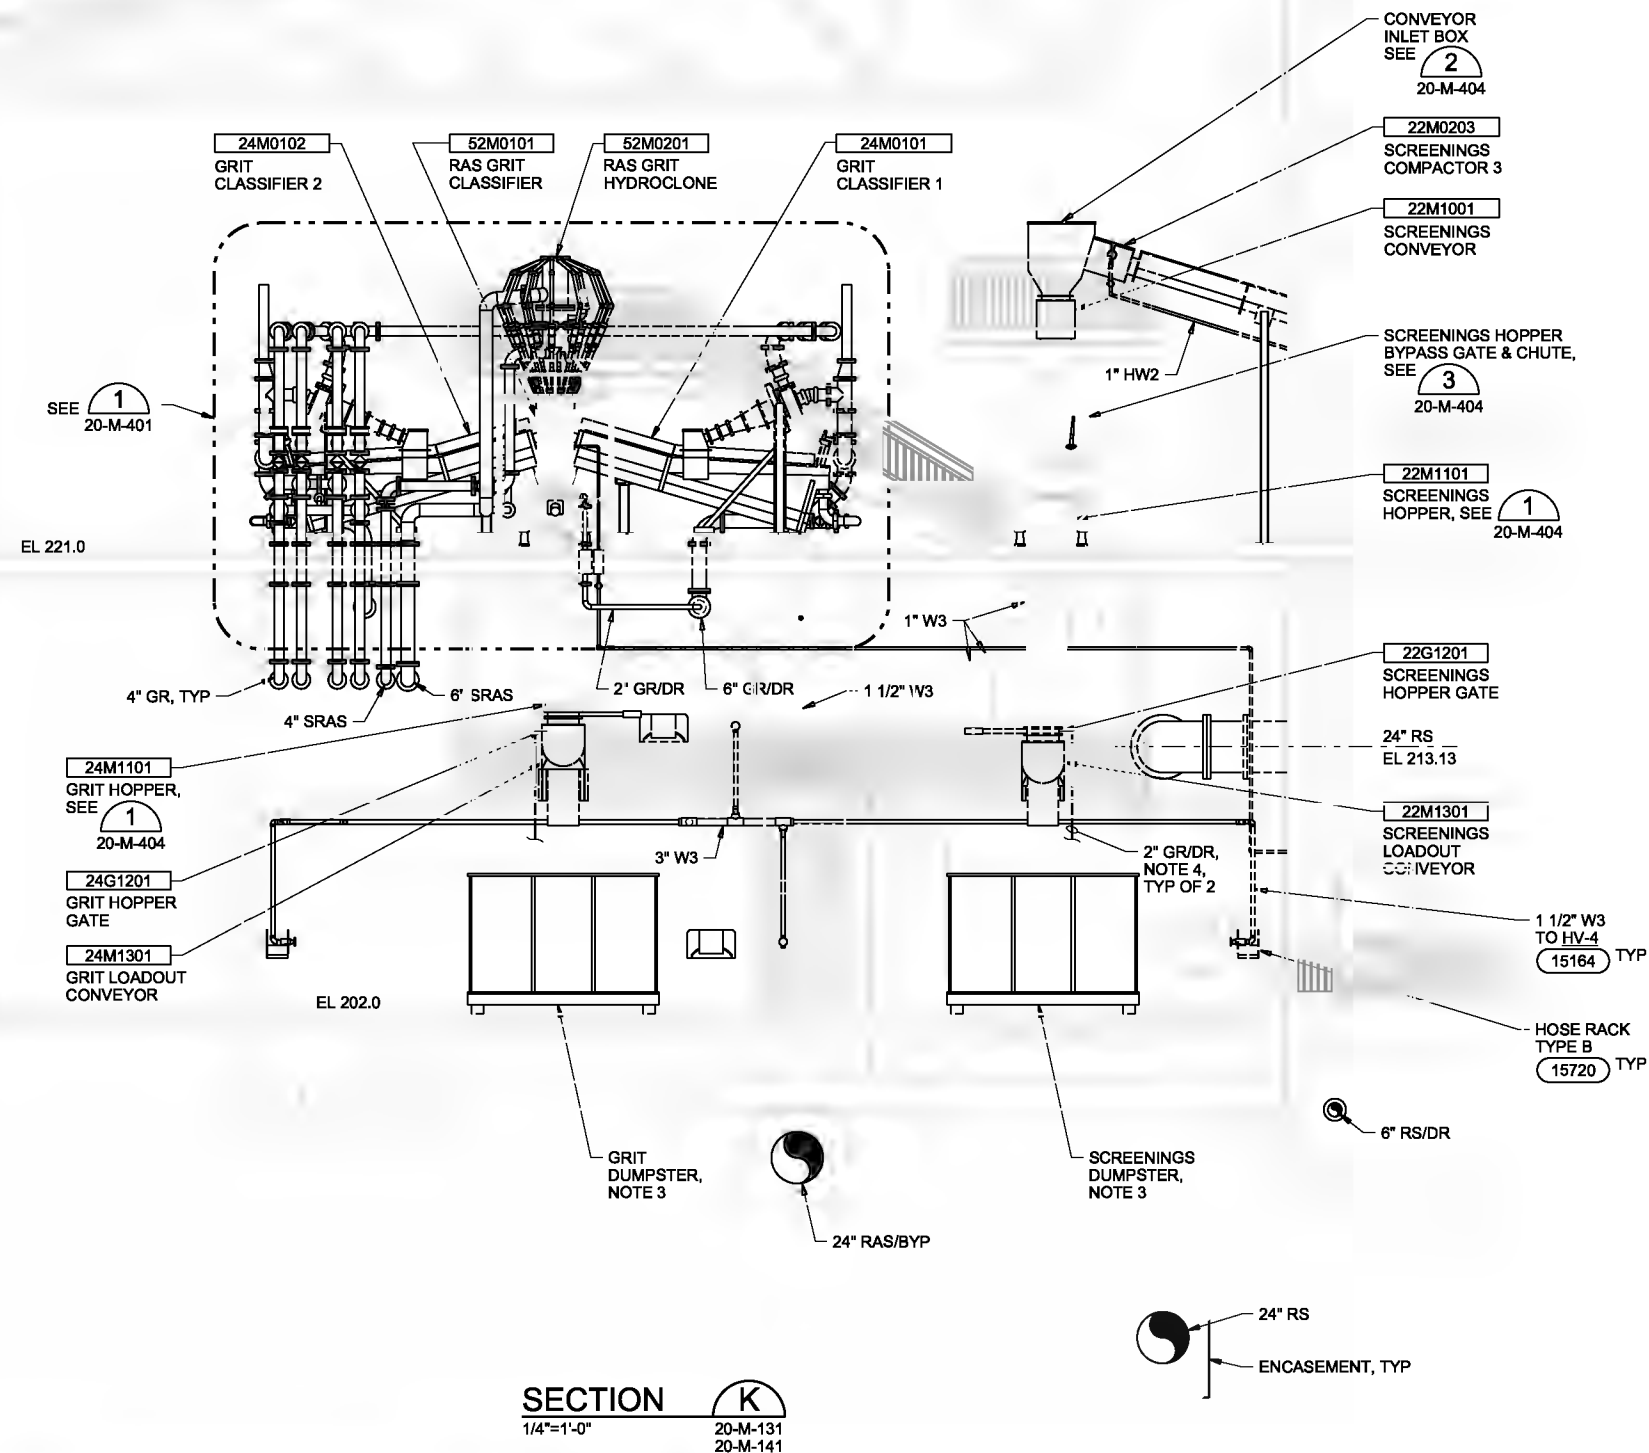 CONVEYOR
INLET BOX
SEE 2
20-M-404
24M0102
GRIT
CLASSIFIER 2
52M0101
RAS GRIT
CLASSIFIER
52M0201
RAS GRIT
HYDROCLONE
24M0101
GRIT
CLASSIFIER 1
22M0203
SCREENINGS
COMPACTOR 3
22M1001
SCREENINGS
CONVEYOR
SCREENINGS HOPPER
BYPASS GATE & CHUTE,
SEE 3
20-M-404
1" HW2
SEE 1
20-M-401
22M1101
SCREENINGS
HOPPER, SEE 1
20-M-404
EL 221.0
1" W3
22G1201
SCREENINGS
HOPPER GATE
4" GR, TYP
4" SRAS
6" SRAS
2" GR/DR
6" GR/DR
1 1/2" W3
24" RS
EL 213.13
24M1101
GRIT HOPPER,
SEE 1
20-M-404
22M1301
SCREENINGS
LOADOUT
CONVEYOR
3" W3
2" GR/DR,
NOTE 4,
TYP OF 2
24G1201
GRIT HOPPER
GATE
24M1301
GRIT LOADOUT
CONVEYOR
1 1/2" W3
TO HV-4
15164 TYP
EL 202.0
HOSE RACK
TYPE B
15720 TYP
6" RS/DR
GRIT
DUMPSTER,
NOTE 3
SCREENINGS
DUMPSTER,
NOTE 3
24" RAS/BYP
24" RS
ENCASEMENT, TYP
SECTION K
1/4"=1'-0"
20-M-131
20-M-141